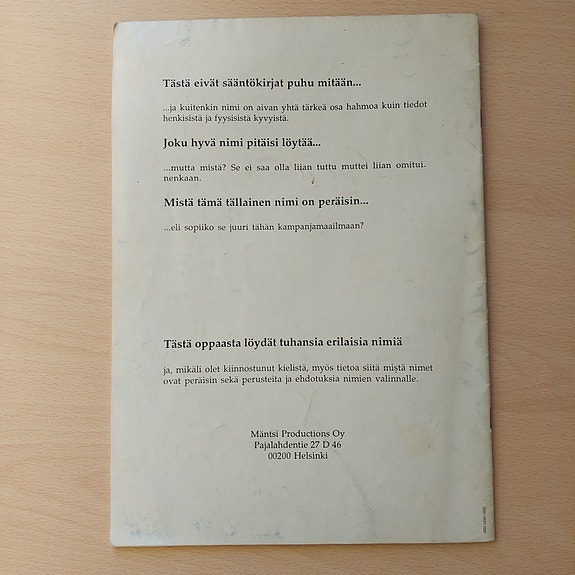 Tästä eivät sääntökirjat puhu mitään...
...ja kuitenkin nimi on aivan yhtä tärkeä osa hahmoa kuin tiedot
henkisistä ja fyysisistä kyvyistä.
Joku hyvä nimi pitäisi löytää...
...mutta mistä? Se ei saa olla liian tuttu muttei liian omitui-
nenkaan.
Mistä tämä tällainen nimi on peräisin...
...eli sopiiko se juuri tähän kampanjamaailmaan?
Tästä oppaasta löydät tuhansia erilaisia nimiä
ja, mikäli olet kiinnostunut kielistä, myös tietoa siitä mistä nimet
ovat peräisin sekä perusteita ja ehdotuksia nimien valinnalle.
Mäntsi Productions Oy
Pajalahdentie 27 D 46
00200 Helsinki